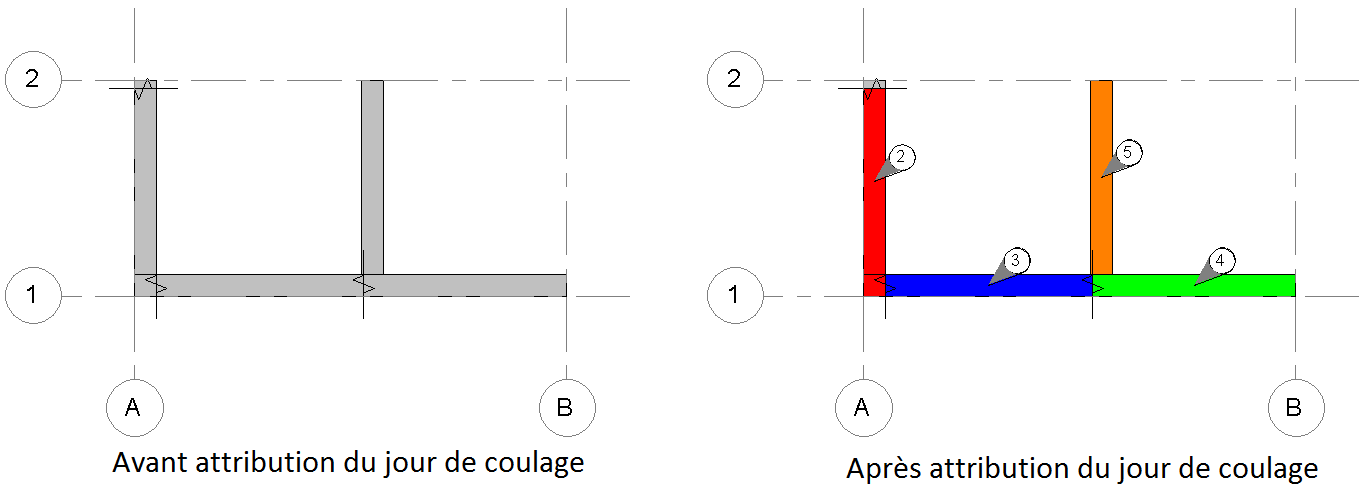 2
1
A
B
Avant attribution du jour de coulage
2
1
A
B
2
5
3
4
Après attribution du jour de coulage